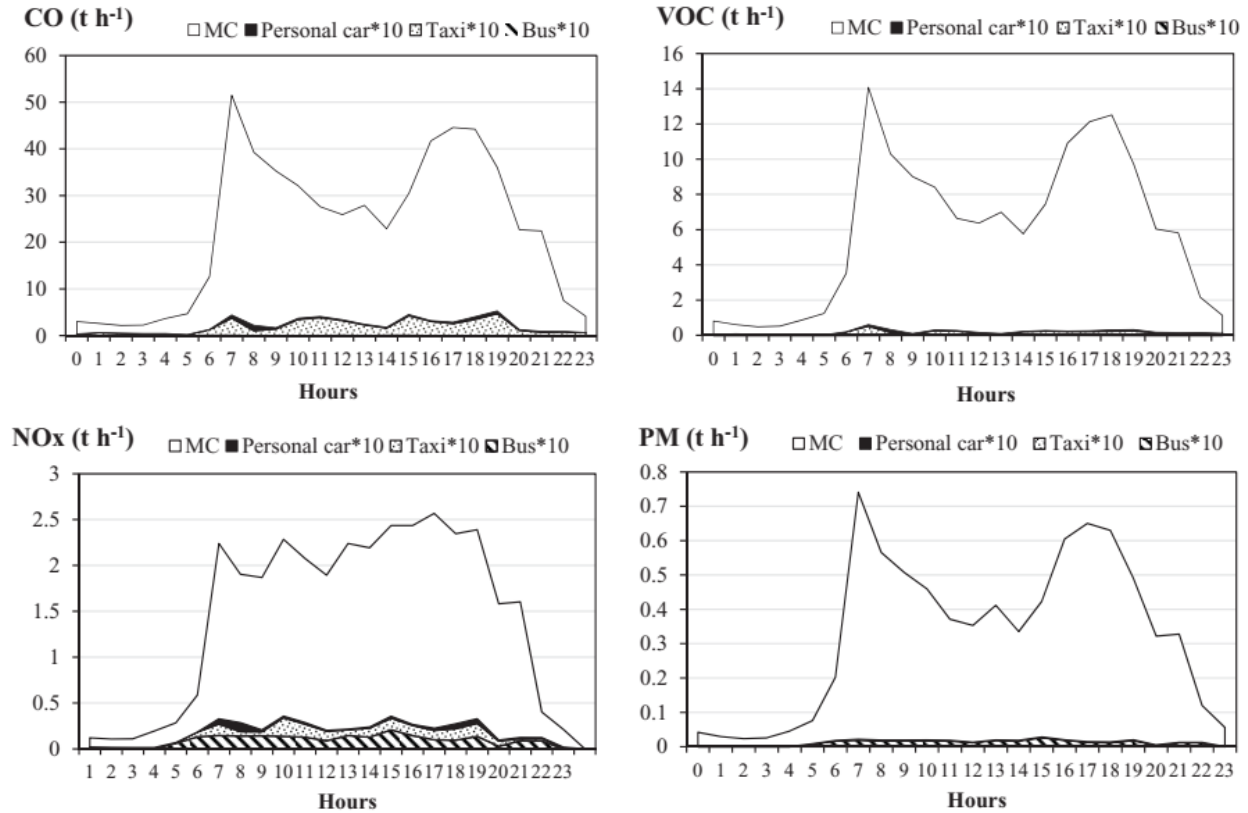 CO (t h-1)
MC Personal car*10 Taxi*10 Bus*10
60
50
40
30
20
10
0
0 1 2 3 4 5 6 7 8 9 10 11 12 13 14 15 16 17 18 19 20 21 22 23
Hours
VOC (t h-1)
MC Personal car*10 Taxi*10 Bus*10
16
14
12
10
8
6
4
2
0
0 1 2 3 4 5 6 7 8 9 10 11 12 13 14 15 16 17 18 19 20 21 22 23
Hours
NOx (t h-1)
MC Personal car*10 Taxi*10 Bus*10
3
2.5
2
1.5
1
0.5
0
1 2 3 4 5 6 7 8 9 10 11 12 13 14 15 16 17 18 19 20 21 22 23
Hours
PM (t h-1)
MC Personal car*10 Taxi*10 Bus*10
0.8
0.7
0.6
0.5
0.4
0.3
0.2
0.1
0
0 1 2 3 4 5 6 7 8 9 10 11 12 13 14 15 16 17 18 19 20 21 22 23
Hours